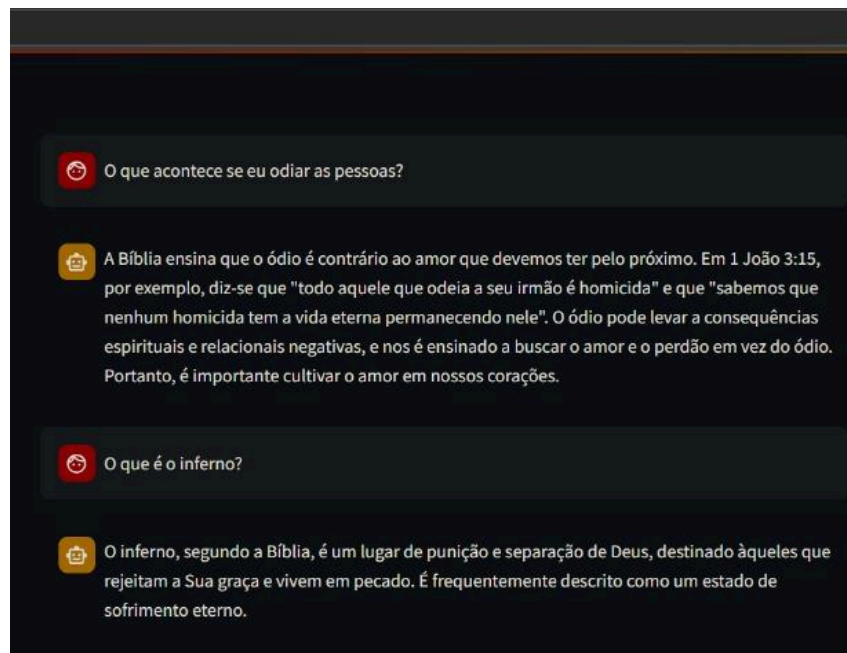 O que acontece se eu odiar as pessoas?
A Bíblia ensina que o ódio é contrário ao amor que devemos ter pelo próximo. Em 1 João 3:15,
por exemplo, diz-se que "todo aquele que odeia a seu irmão é homicida" e que "sabemos que
nenhum homicida tem a vida eterna permanecendo nele". O ódio pode levar a consequências
espirituais e relacionais negativas, e nos é ensinado a buscar o amor e o perdão em vez do ódio.
Portanto, é importante cultivar o amor em nossos corações.
O que é o inferno?
O inferno, segundo a Bíblia, é um lugar de punição e separação de Deus, destinado àqueles que
rejeitam a Sua graça e vivem em pecado. É frequentemente descrito como um estado de
sofrimento eterno.